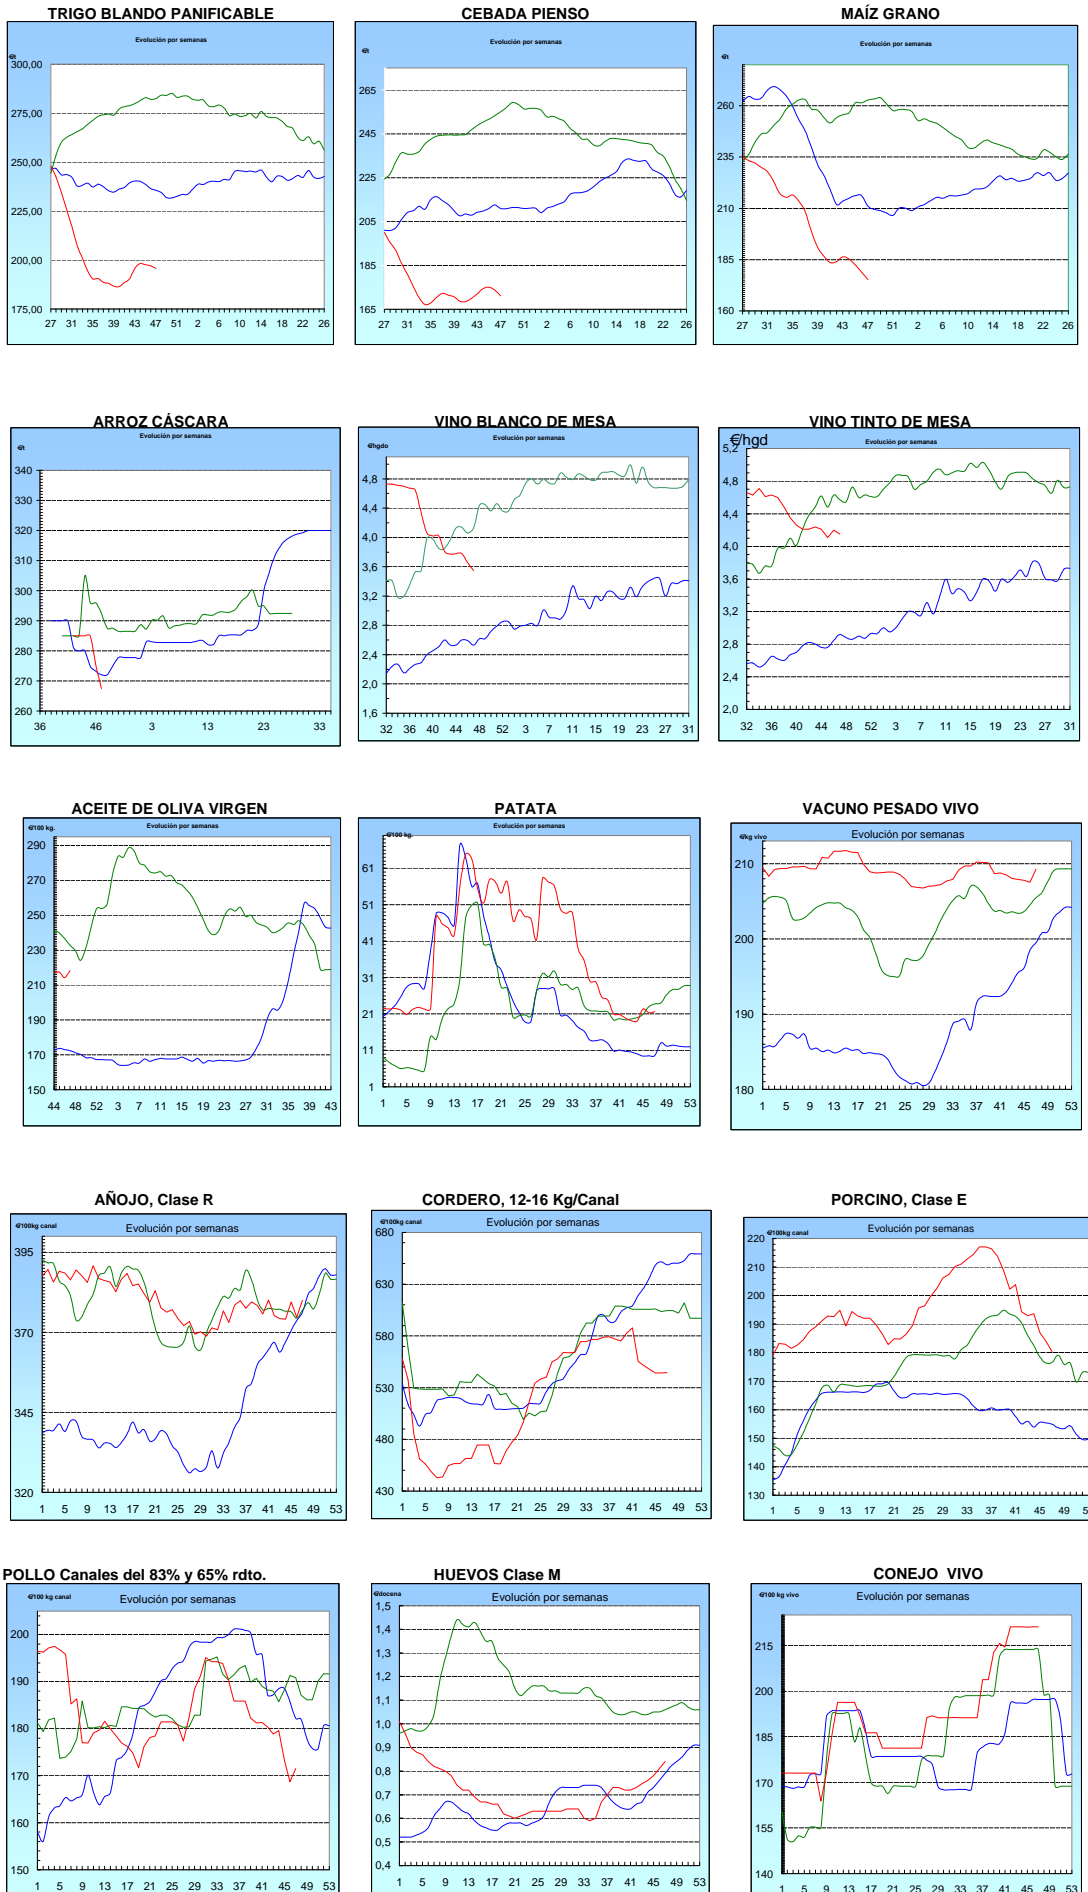 TRIGO BLANDO PANIFICABLE
CEBADA PIENSO
MAÍZ GRANO
Evolución por semanas
Evolución por semanas
Evolución por semanas
€/t
€/t
€/t
300,00
275,00
250,00
225,00
200,00
175,00
27 31 35 39 43 47 51 2 6 10 14 18 22 26
265
245
225
205
185
165
27 31 35 39 43 47 51 2 6 10 14 18 22 26
260
235
210
185
160
27 31 35 39 43 47 51 2 6 10 14 18 22 26
ARROZ CÁSCARA
VINO BLANCO DE MESA
VINO TINTO DE MESA
Evolución por semanas
Evolución por semanas
Evolución por semanas
€/t
€/hgdo
€/hgd
340
330
320
310
300
290
280
270
260
36 46 3 13 23 33
4,8
4,4
4,0
3,6
3,2
2,8
2,4
2,0
1,6
32 36 40 44 48 52 3 7 11 15 19 23 27 31
5,2
4,8
4,4
4,0
3,6
3,2
2,8
2,4
2,0
32 36 40 44 48 52 3 7 11 15 19 23 27 31
ACEITE DE OLIVA VIRGEN
PATATA
VACUNO PESADO VIVO
€/100 kg.
Evolución por semanas
Evolución por semanas
€/100 kg.
€/kg vivo
Evolución por semanas
290
270
250
230
210
190
170
150
44 48 52 3 7 11 15 19 23 27 31 35 39 43
61
51
41
31
21
11
1
1 5 9 13 17 21 25 29 33 37 41 45 49 53
210
200
190
180
1 5 9 13 17 21 25 29 33 37 41 45 49 53
AÑOJO, Clase R
CORDERO, 12-16 Kg/Canal
PORCINO, Clase E
€/100kg canal
Evolución por semanas
€/100kg canal
Evolución por semanas
€/100kg canal
Evolución por semanas
395
370
345
320
1 5 9 13 17 21 25 29 33 37 41 45 49 53
680
630
580
530
480
430
1 5 9 13 17 21 25 29 33 37 41 45 49 53
220
210
200
190
180
170
160
150
140
130
1 5 9 13 17 21 25 29 33 37 41 45 49
POLLO Canales del 83% y 65% rdto.
HUEVOS Clase M
CONEJO VIVO
€/100 kg canal
Evolución por semanas
€/docena
Evolución por semanas
€/100 kg vivo
Evolución por semanas
200
190
180
170
160
150
1 5 9 13 17 21 25 29 33 37 41 45 49 53
1,5
1,4
1,3
1,2
1,1
1,0
0,9
0,8
0,7
0,6
0,5
0,4
1 5 9 13 17 21 25 29 33 37 41 45 49 53
215
200
185
170
155
140
1 5 9 13 17 21 25 29 33 37 41 45 49 53